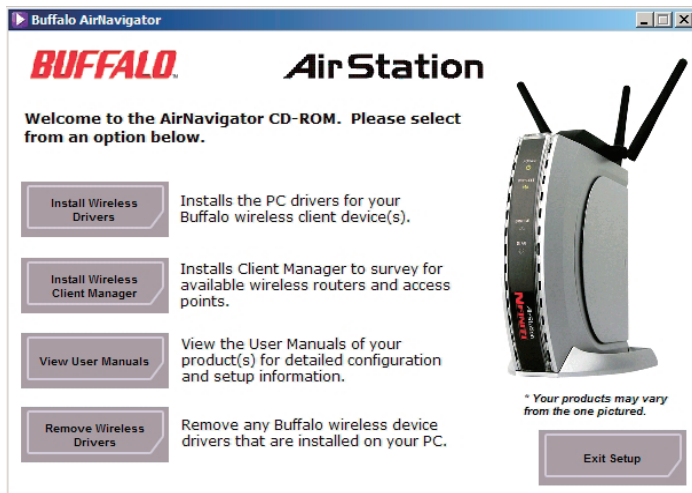 Buffalo AirNavigator
BUFFALO
AirStation
Welcome to the AirNavigator CD-ROM. Please select
from an option below.
Install Wireless
Drivers
Installs the PC drivers for your
Buffalo wireless client device(s).
Install Wireless
Client Manager
Installs Client Manager to survey for
available wireless routers and access
points.
View User Manuals
View the User Manuals of your
product(s) for detailed configuration
and setup information.
Remove Wireless
Drivers
Remove any Buffalo wireless device
drivers that are installed on your PC.
AirStation
NFINITI
* Your products may vary
from the one pictured.
Exit Setup